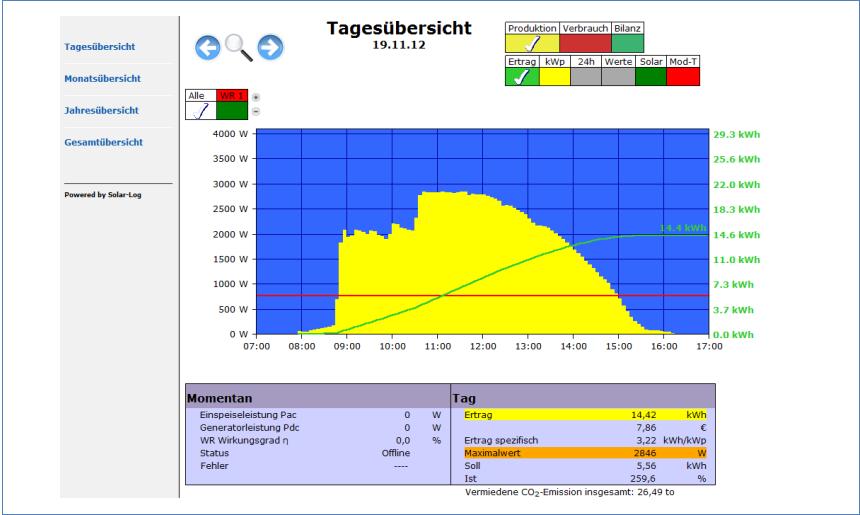 Tagesübersicht
Monatsübersicht
Jahresübersicht
Gesamtübersicht
Powered by Solar-Log
Tagesübersicht
19.11.12
Produktion Verbrauch Bilanz
Ertrag kWp 24h Werte Solar Mod-T
Alle WR 1
4000 W 29.3 kWh
3500 W 25.6 kWh
3000 W 22.0 kWh
2500 W 18.3 kWh
14.4 kWh
2000 W 14.6 kWh
1500 W 11.0 kWh
1000 W 7.3 kWh
500 W 3.7 kWh
0 W 0.0 kWh
07:00 08:00 09:00 10:00 11:00 12:00 13:00 14:00 15:00 16:00 17:00
Momentan
Einspeiseleistung Pac 0 W
Generatorleistung Pdc 0 W
WR Wirkungsgrad η 0,0 %
Status Offline
Fehler ----
Tag
Ertrag 14,42 kWh
7,86 €
Ertrag spezifisch 3,22 kWh/kWp
Maximalwert 2846 W
Soll 5,56 kWh
Ist 259,6 %
Vermiedene CO2-Emission insgesamt: 26,49 to